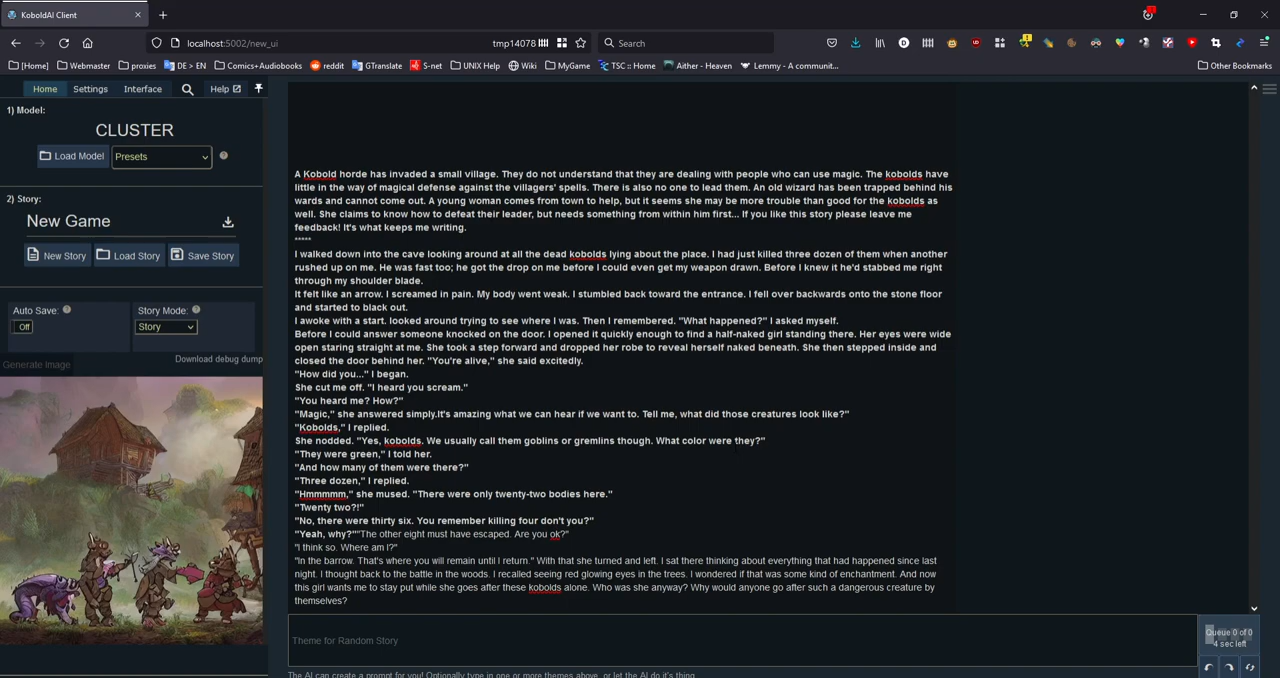 KoboldAI Client
localhost:5002/new_ui
tmp14078
Search
[Home]
Webmaster
proxies
DE > EN
Comics+Audiobooks
reddit
GTranslate
S-net
UNIX Help
Wiki
MyGame
TSC :: Home
Aither - Heaven
Lemmy - A communit...
Other Bookmarks
Home Settings Interface Help
1) Model:
CLUSTER
Load Model Presets
2) Story:
New Game
New Story Load Story Save Story
Auto Save: Story Mode:
Off Story
Download debug dump
Generate Image
A Kobold horde has invaded a small village. They do not understand that they are dealing with people who can use magic. The kobolds have
little in the way of magical defense against the villagers' spells. There is also no one to lead them. An old wizard has been trapped behind his
wards and cannot come out. A young woman comes from town to help, but it seems she may be more trouble than good for the kobolds as
well. She claims to know how to defeat their leader, but needs something from within him first... If you like this story please leave me
feedback! It's what keeps me writing.
*****
I walked down into the cave looking around at all the dead kobolds lying about the place. I had just killed three dozen of them when another
rushed up on me. He was fast too; he got the drop on me before I could even get my weapon drawn. Before I knew it he'd stabbed me right
through my shoulder blade.
It felt like an arrow. I screamed in pain. My body went weak. I stumbled back toward the entrance. I fell over backwards onto the stone floor
and started to black out.
I awoke with a start. looked around trying to see where I was. Then I remembered. "What happened?" I asked myself.
Before I could answer someone knocked on the door. I opened it quickly enough to find a half-naked girl standing there. Her eyes were wide
open staring straight at me. She took a step forward and dropped her robe to reveal herself naked beneath. She then stepped inside and
closed the door behind her. "You're alive," she said excitedly.
"How did you..." I began.
She cut me off. "I heard you scream."
"You heard me? How?"
"Magic," she answered simply.It's amazing what we can hear if we want to. Tell me, what did those creatures look like?"
"Kobolds," I replied.
She nodded. "Yes, kobolds. We usually call them goblins or gremlins though. What color were they?"
"They were green," I told her.
"And how many of them were there?"
"Three dozen," I replied.
"Hmmmmm," she mused. "There were only twenty-two bodies here."
"Twenty two?!"
"No, there were thirty six. You remember killing four don't you?"
"Yeah, why?""The other eight must have escaped. Are you ok?"
"I think so. Where am I?"
"In the barrow. That's where you will remain until I return." With that she turned and left. I sat there thinking about everything that had happened since last
night. I thought back to the battle in the woods. I recalled seeing red glowing eyes in the trees. I wondered if that was some kind of enchantment. And now
this girl wants me to stay put while she goes after these kobolds alone. Who was she anyway? Why would anyone go after such a dangerous creature by
themselves?
Theme for Random Story
Queue 0 of 0
4 sec left
The AI can create a prompt for you! Optionally type in one or more themes above, or let the AI do it's thing.